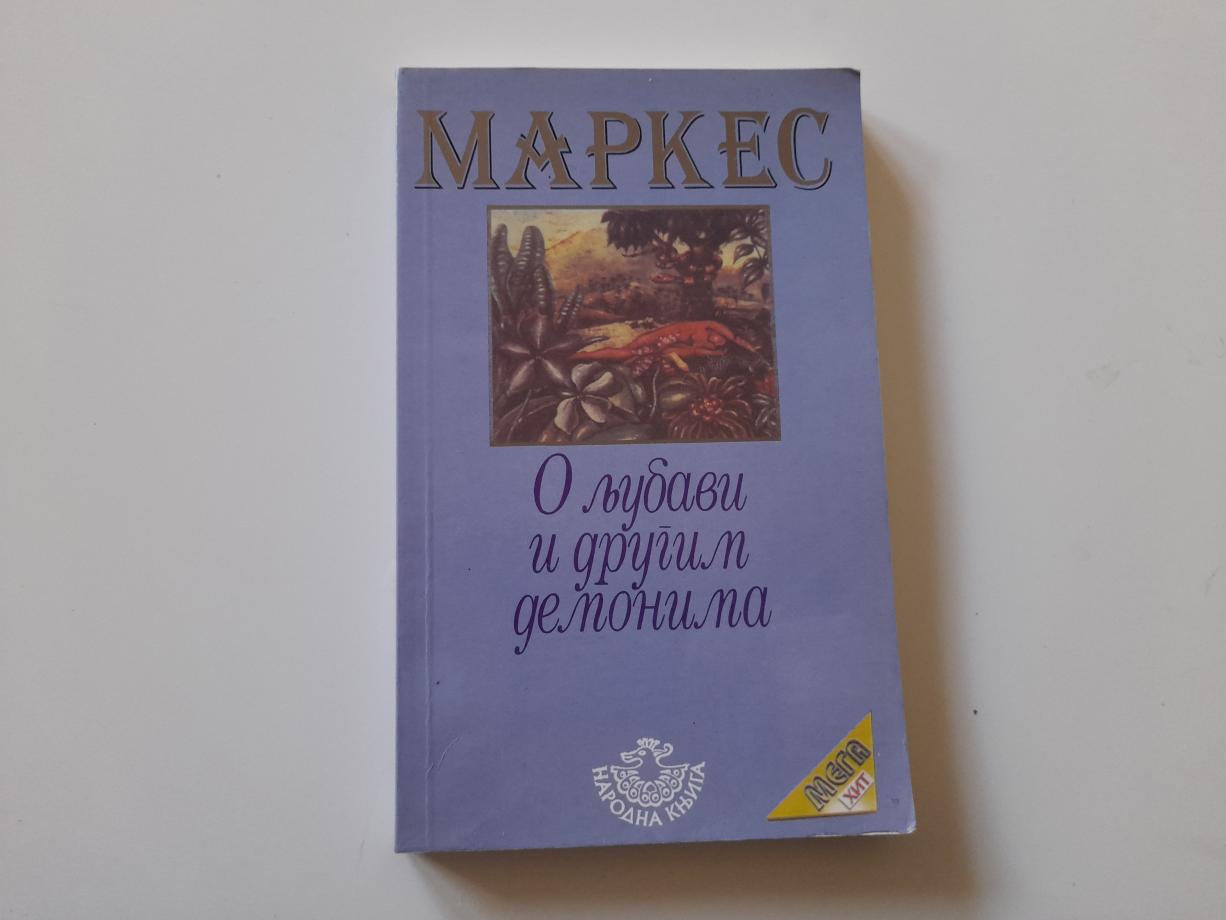 МАРКЕС
О љубави
и другим
демонима
НАРОДНА КЊИГА
МЕГА
ХИТ